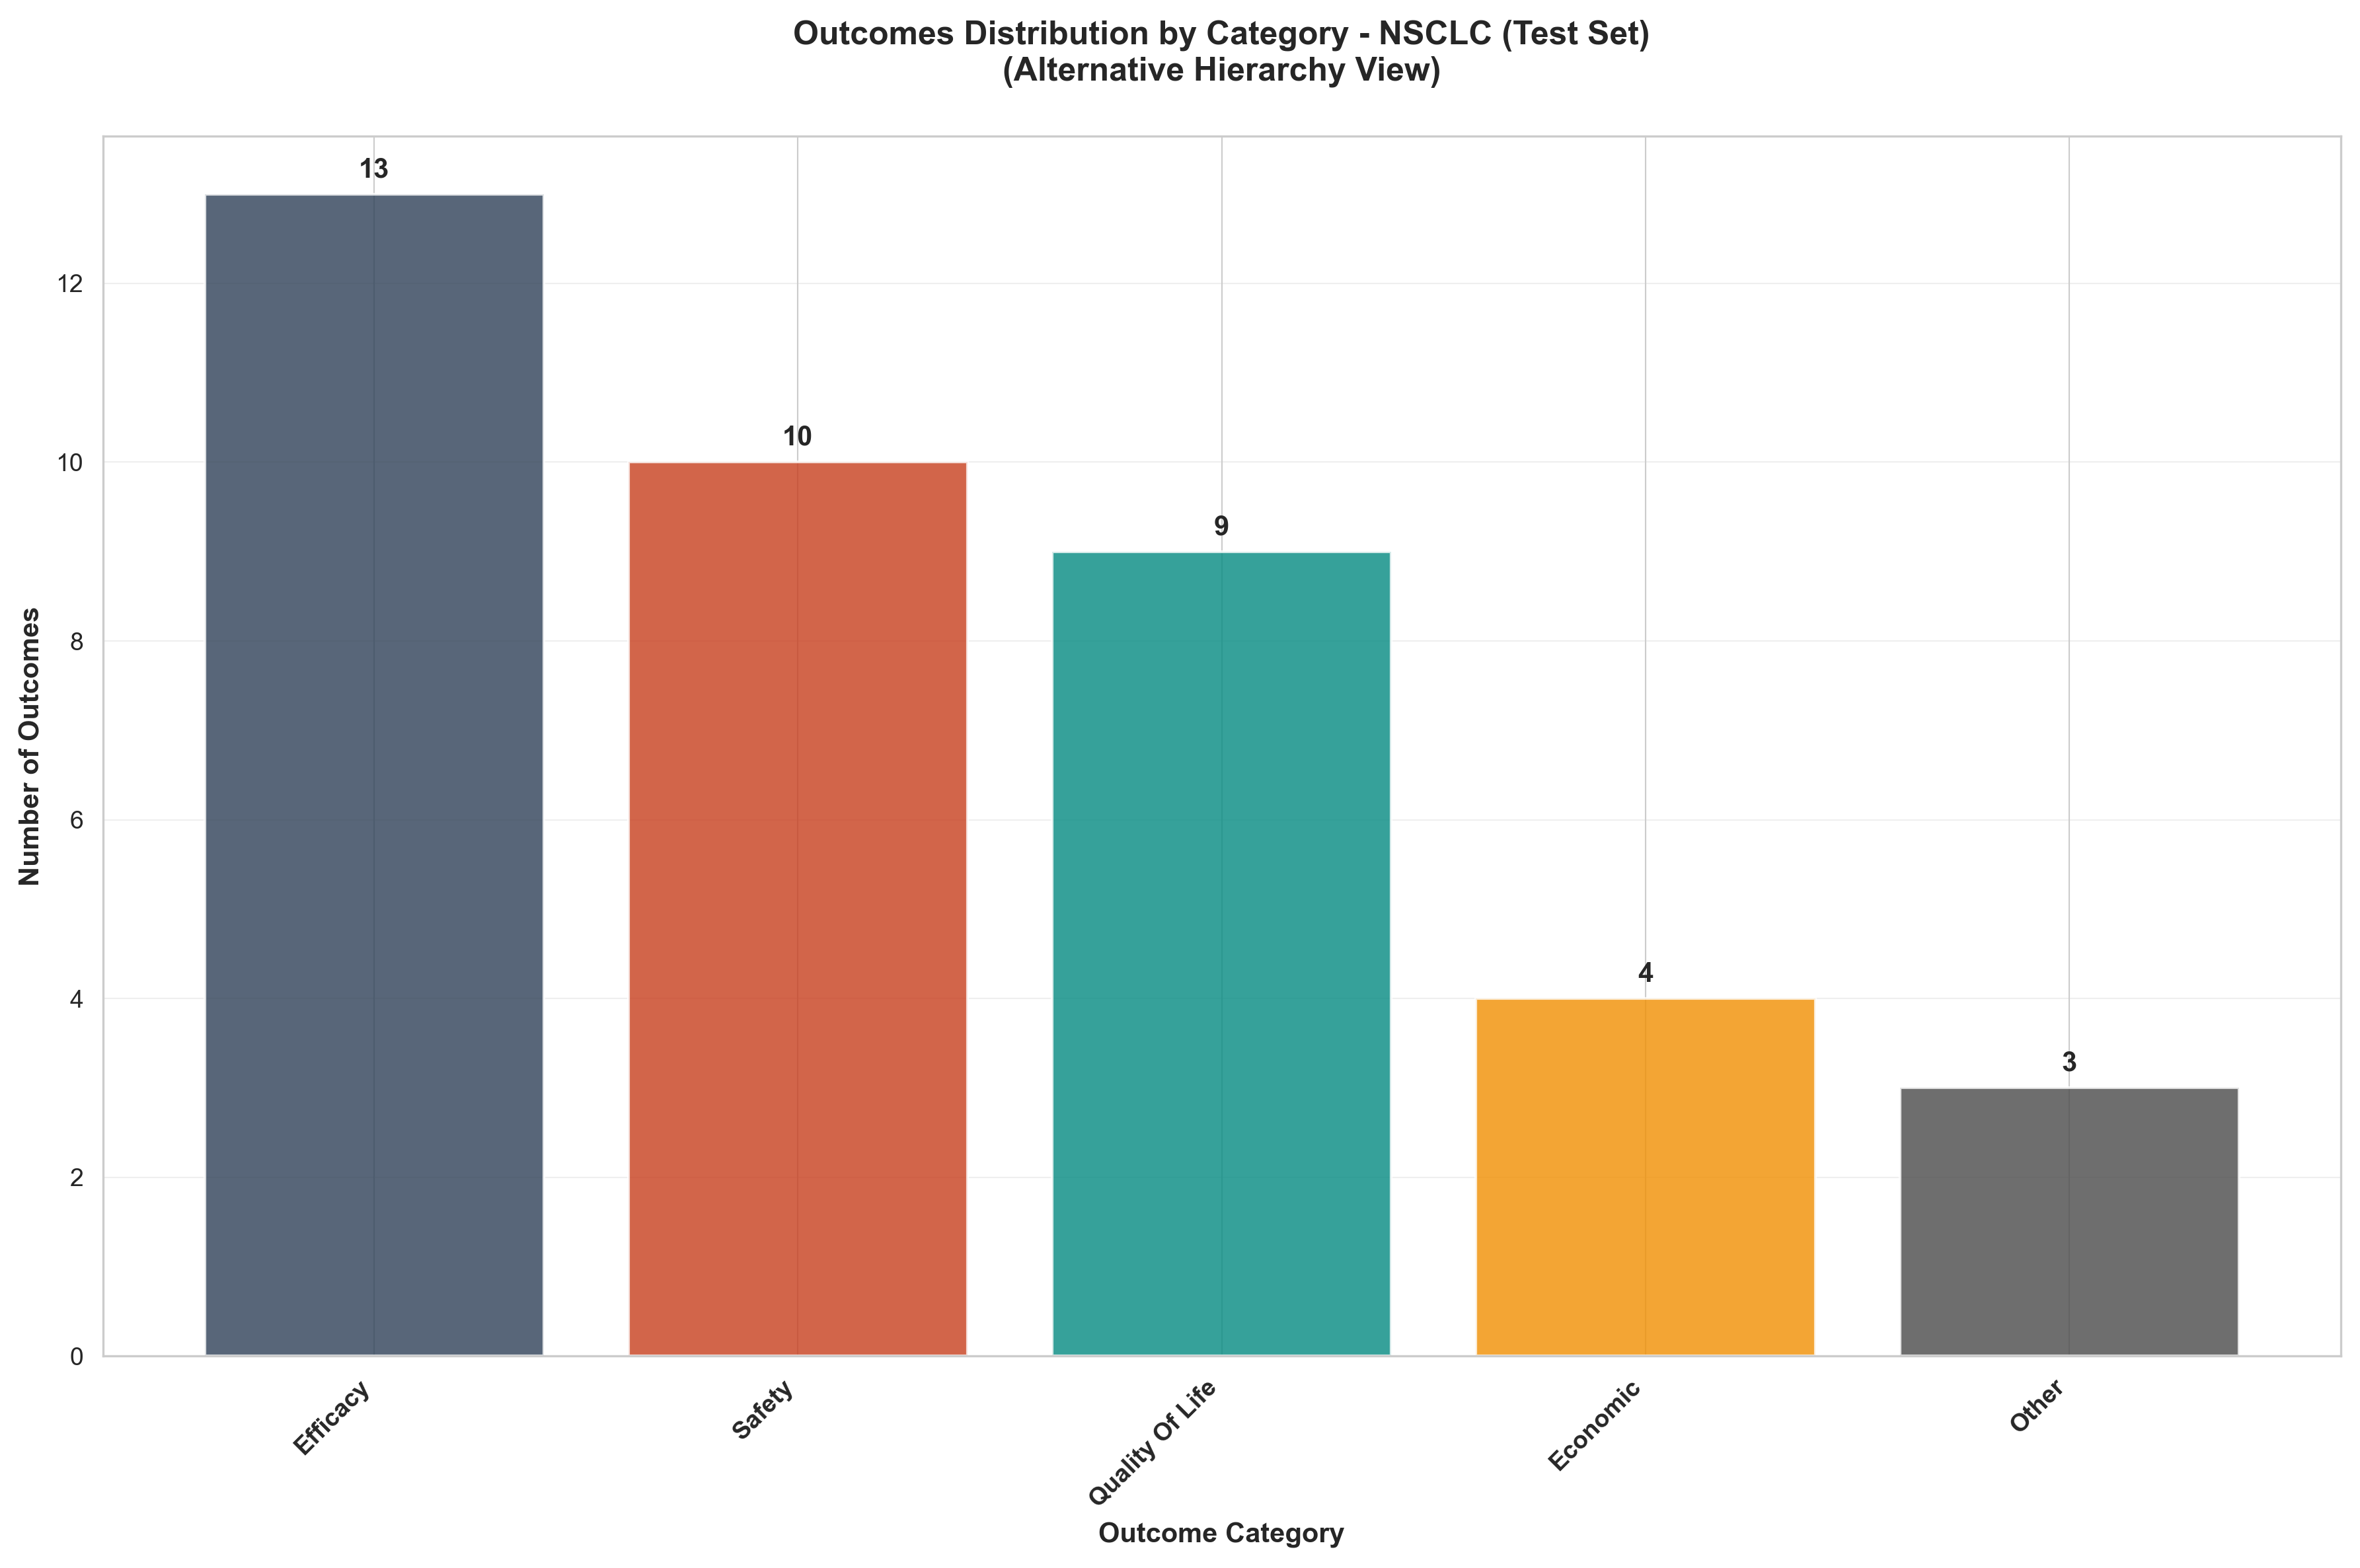 Outcomes Distribution by Category - NSCLC (Test Set)
(Alternative Hierarchy View)
Number of Outcomes
12
10
8
6
4
2
0
13
10
9
4
3
Efficacy
Safety
Quality Of Life
Economic
Other
Outcome Category